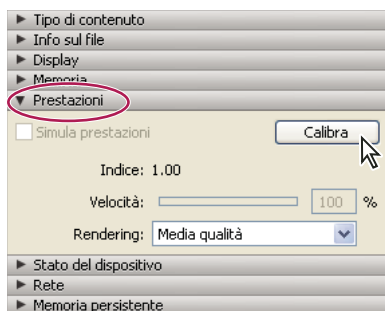 Tipo di contenuto
Info sul file
Display
Memoria
Prestazioni
Simula prestazioni Calibra
Indice: 1.00
Velocità: 100 %
Rendering: Media qualità
Stato del dispositivo
Rete
Memoria persistente